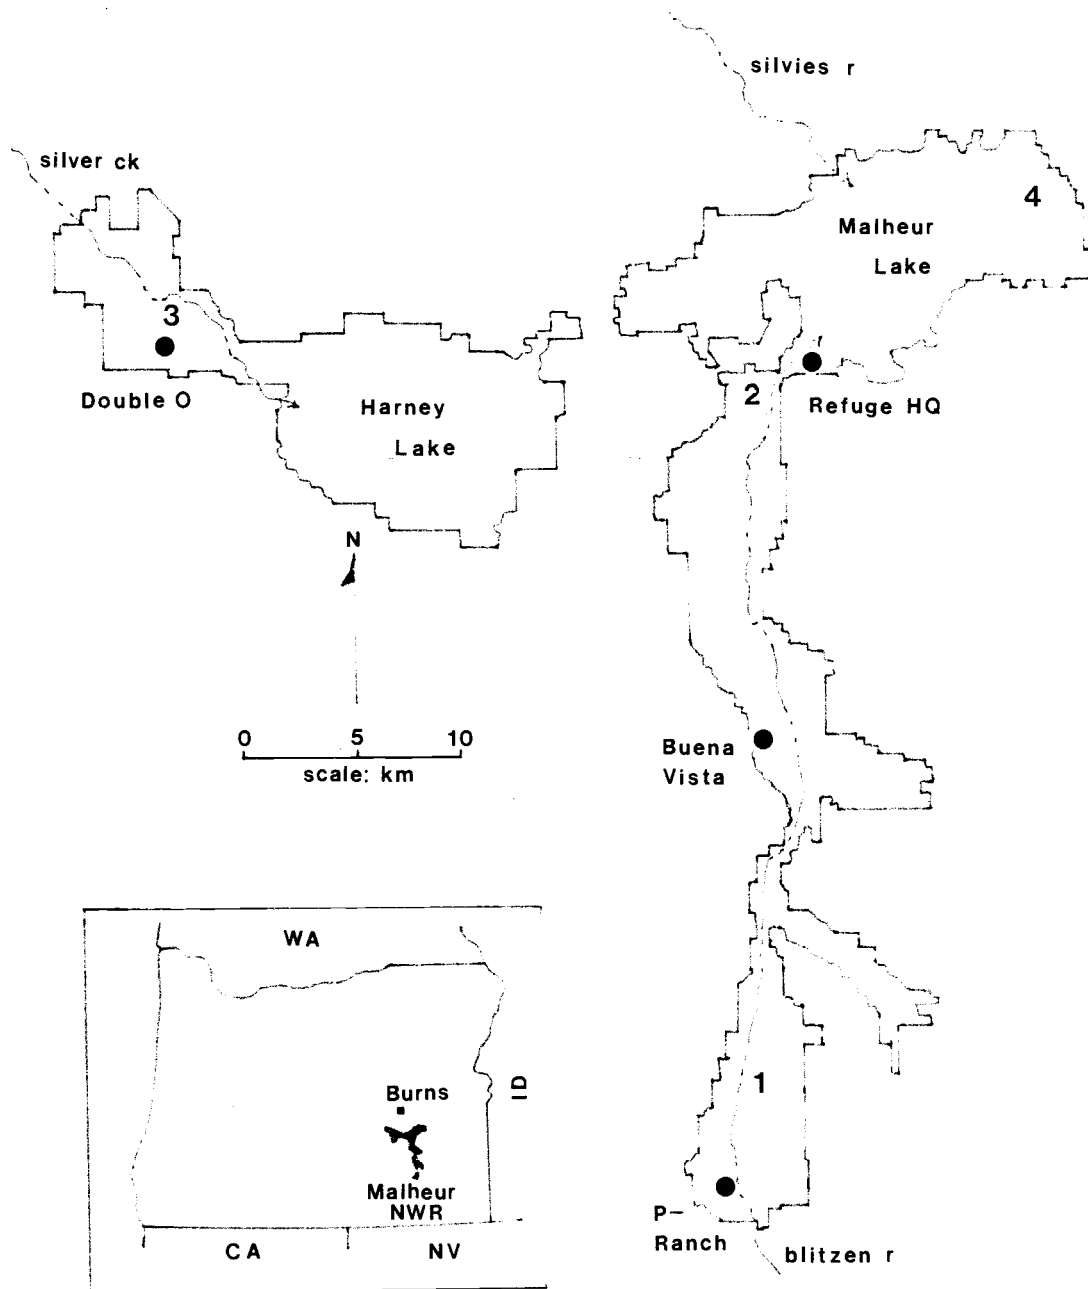 silvies r
silver ck
4
Malheur
Lake
3
Double O
Harney
Lake
2
Refuge HQ
N
0 5 10
scale: km
Buena
Vista
WA
ID
Burns
Malheur
NWR
CA NV
1
P-
Ranch
blitzen r